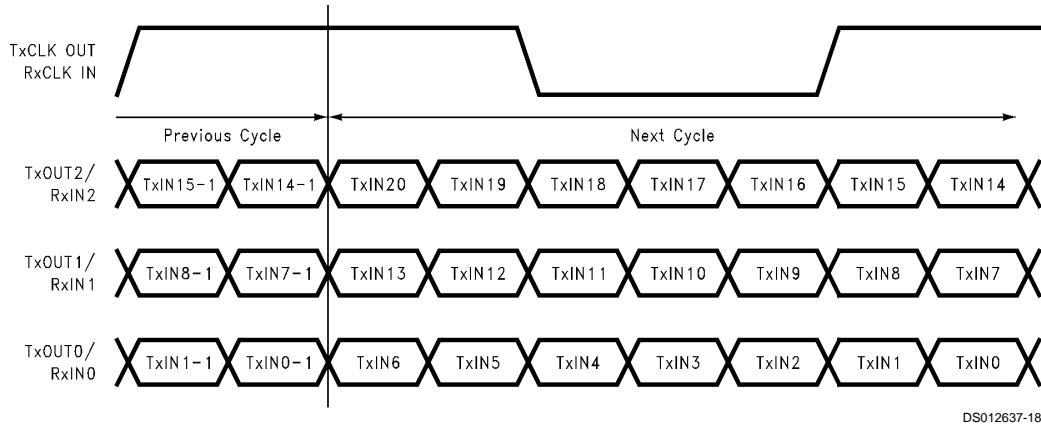 TxCLK OUT
RxCLK IN
Previous Cycle Next Cycle
TxOUT2/
RxIN2
TxIN15-1 TxIN14-1 TxIN20 TxIN19 TxIN18 TxIN17 TxIN16 TxIN15 TxIN14
TxOUT1/
RxIN1
TxIN8-1 TxIN7-1 TxIN13 TxIN12 TxIN11 TxIN10 TxIN9 TxIN8 TxIN7
TxOUT0/
RxIN0
TxIN1-1 TxIN0-1 TxIN6 TxIN5 TxIN4 TxIN3 TxIN2 TxIN1 TxIN0
DS012637-18